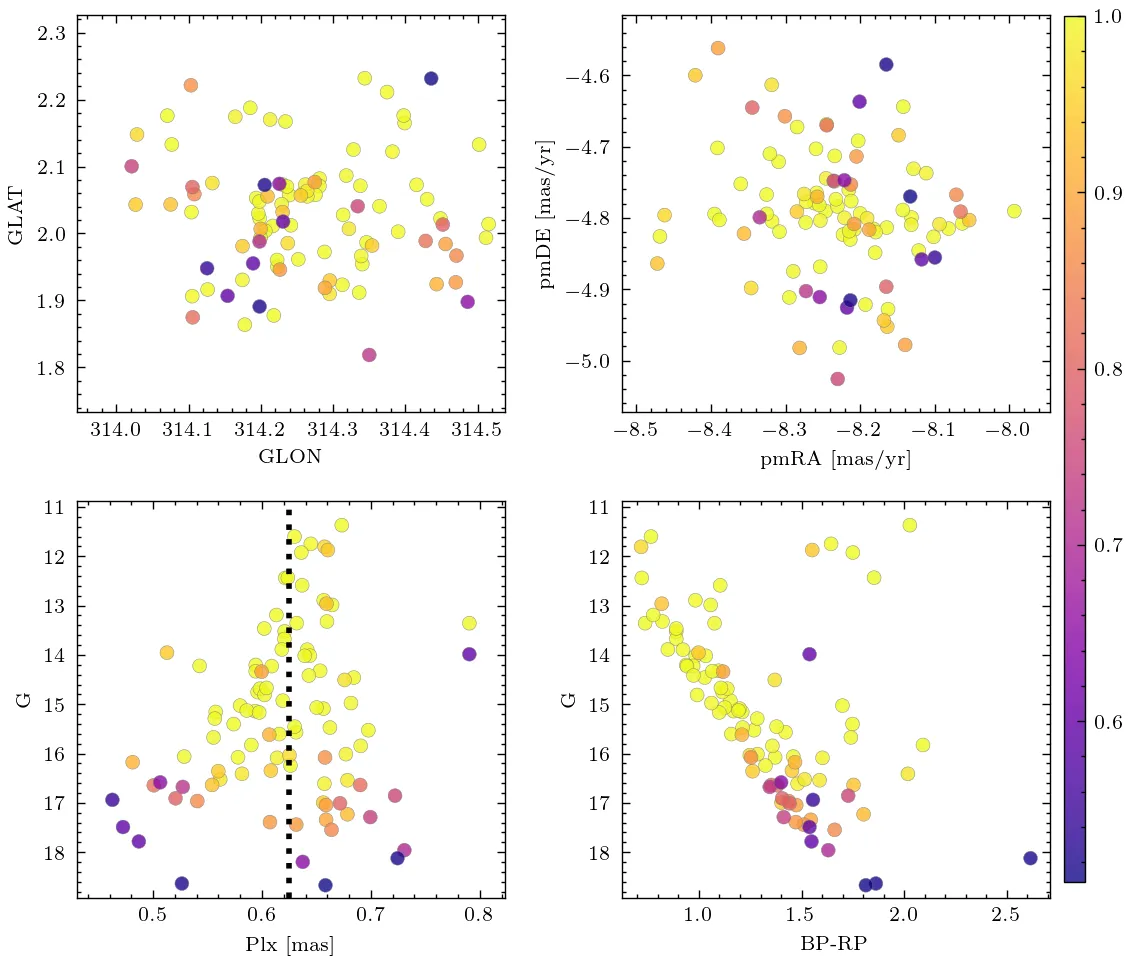 2.3
2.2
2.1
2.0
1.9
1.8
GLAT
314.0 314.1 314.2 314.3 314.4 314.5
GLON
−4.6
−4.7
−4.8
−4.9
−5.0
pmDE [mas/yr]
−8.5 −8.4 −8.3 −8.2 −8.1 −8.0
pmRA [mas/yr]
1.0
0.9
0.8
0.7
0.6
11
12
13
14
15
16
17
18
G
0.5 0.6 0.7 0.8
Plx [mas]
11
12
13
14
15
16
17
18
G
1.0 1.5 2.0 2.5
BP-RP